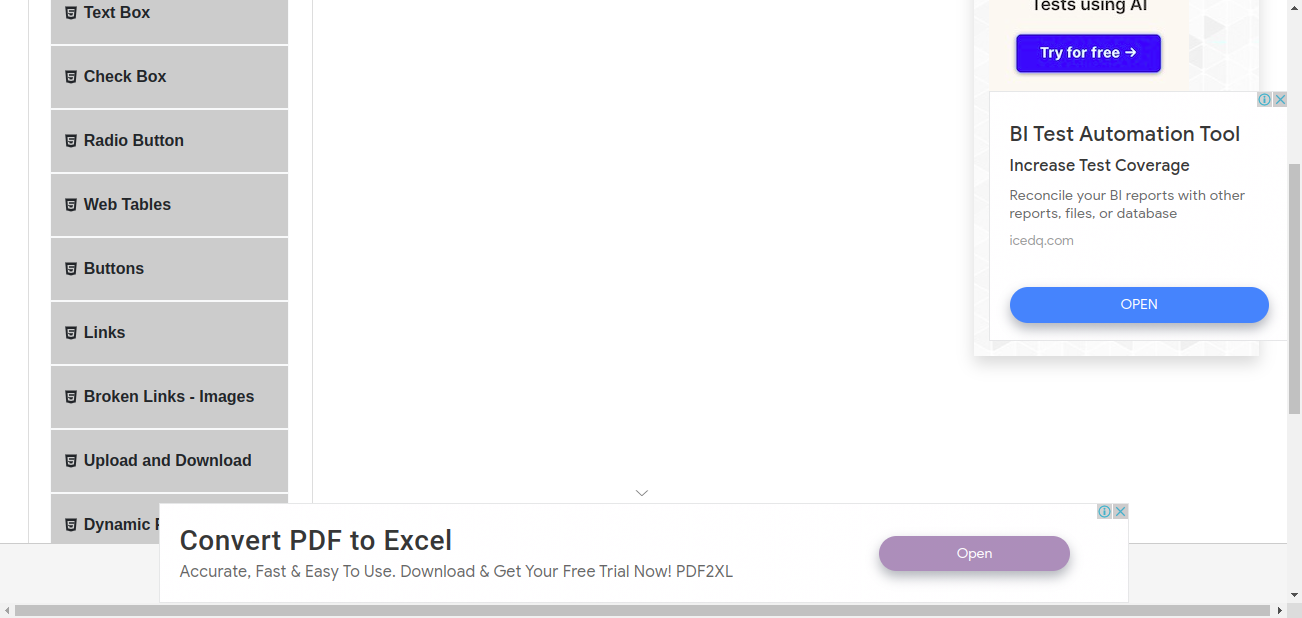 Text Box
Check Box
Radio Button
Web Tables
Buttons
Links
Broken Links - Images
Upload and Download
Dynamic
Tests using AI
Try for free →
BI Test Automation Tool
Increase Test Coverage
Reconcile your BI reports with other
reports, files, or database
icedq.com
OPEN
Convert PDF to Excel
Accurate, Fast & Easy To Use. Download & Get Your Free Trial Now! PDF2XL
Open